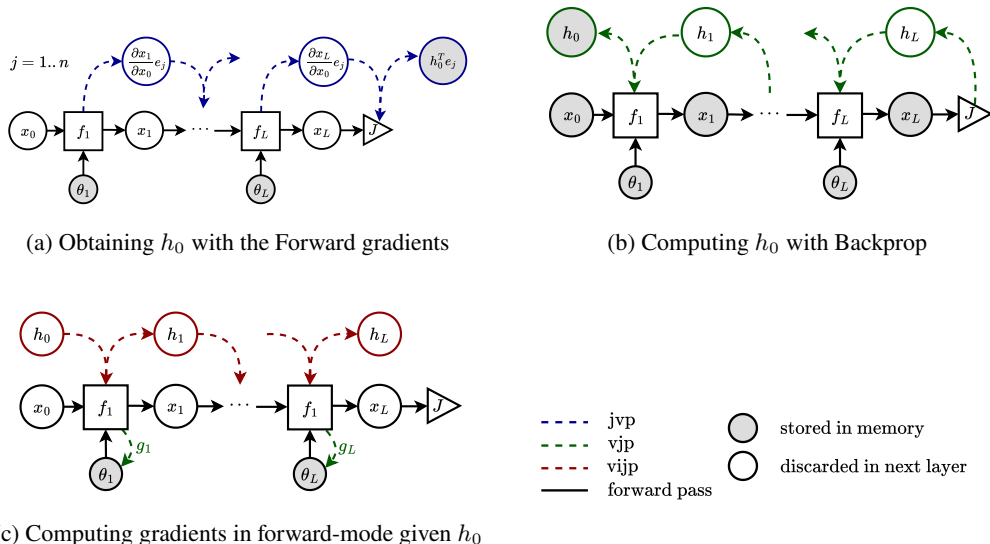 j = 1..n
∂x₁/∂x₀ eⱼ
∂x_L/∂x₀ eⱼ
h₀ᵀeⱼ
x₀ f₁ x₁ ··· f_L x_L J
θ₁ θ_L
(a) Obtaining h₀ with the Forward gradients
h₀ h₁ h_L
x₀ f₁ x₁ ··· f_L x_L J
θ₁ θ_L
(b) Computing h₀ with Backprop
h₀ h₁ h_L
x₀ f₁ x₁ ··· f₁ x_L J
g₁ g_L
θ₁ θ_L
c) Computing gradients in forward-mode given h₀
jvp
vjp
vijp
forward pass
stored in memory
discarded in next layer